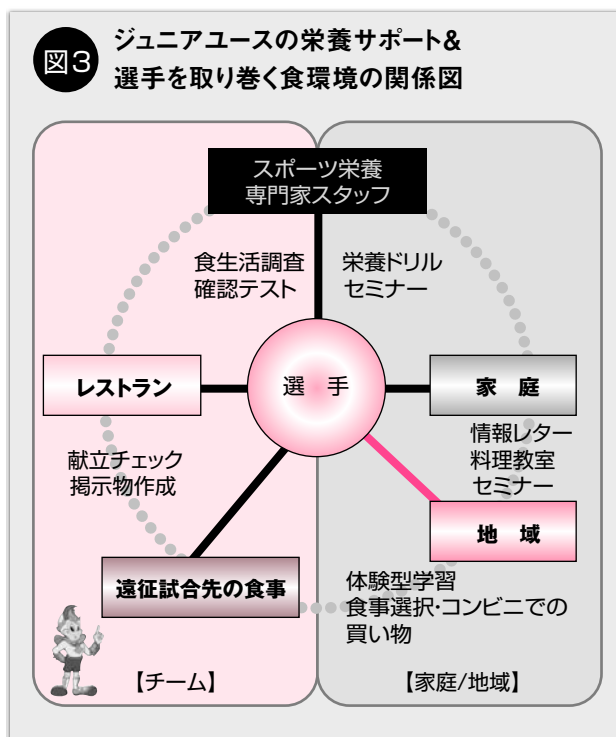 図3
ジュニアユースの栄養サポート&
選手を取り巻く食環境の関係図
スポーツ栄養
専門家スタッフ
食生活調査
確認テスト
栄養ドリル
セミナー
レストラン
選 手
家 庭
献立チェック
掲示物作成
情報レター
料理教室
セミナー
地 域
遠征試合先の食事
体験型学習
食事選択・コンビニでの
買い物
【チーム】
【家庭/地域】